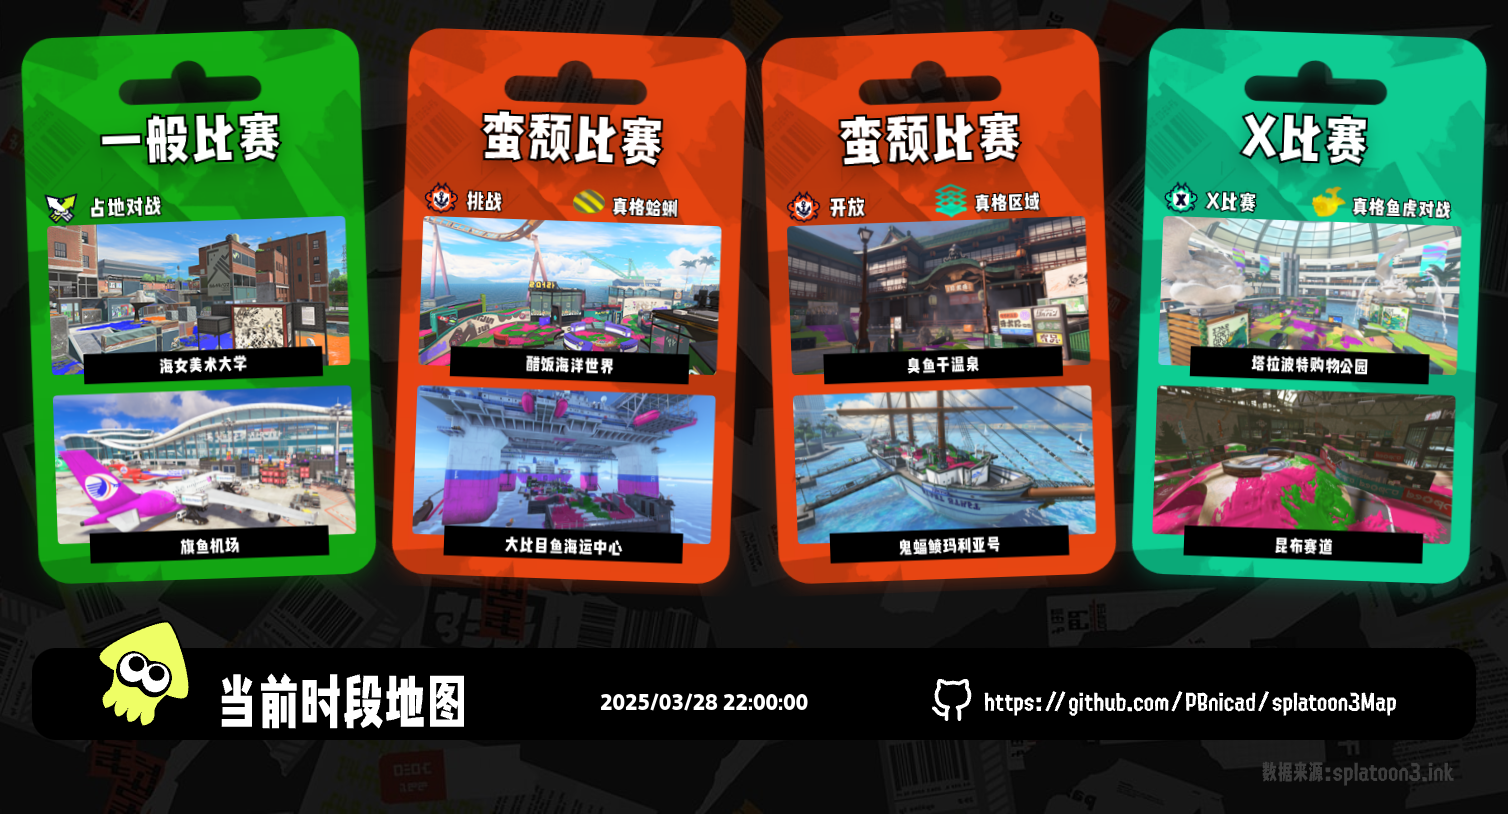 一般比赛
占地对战
海女美术大学
旗鱼机场
蛮颓比赛
挑战
真格蛤蜊
醋饭海洋世界
大比目鱼海运中心
蛮颓比赛
开放
真格区域
臭鱼干温泉
鬼蝠鲼玛利亚号
X比赛
X比赛
真格鱼虎对战
塔拉波特购物公园
昆布赛道
当前时段地图
2025/03/28 22:00:00
https://github.com/PBnicad/splatoon3Map
数据来源:splatoon3.ink